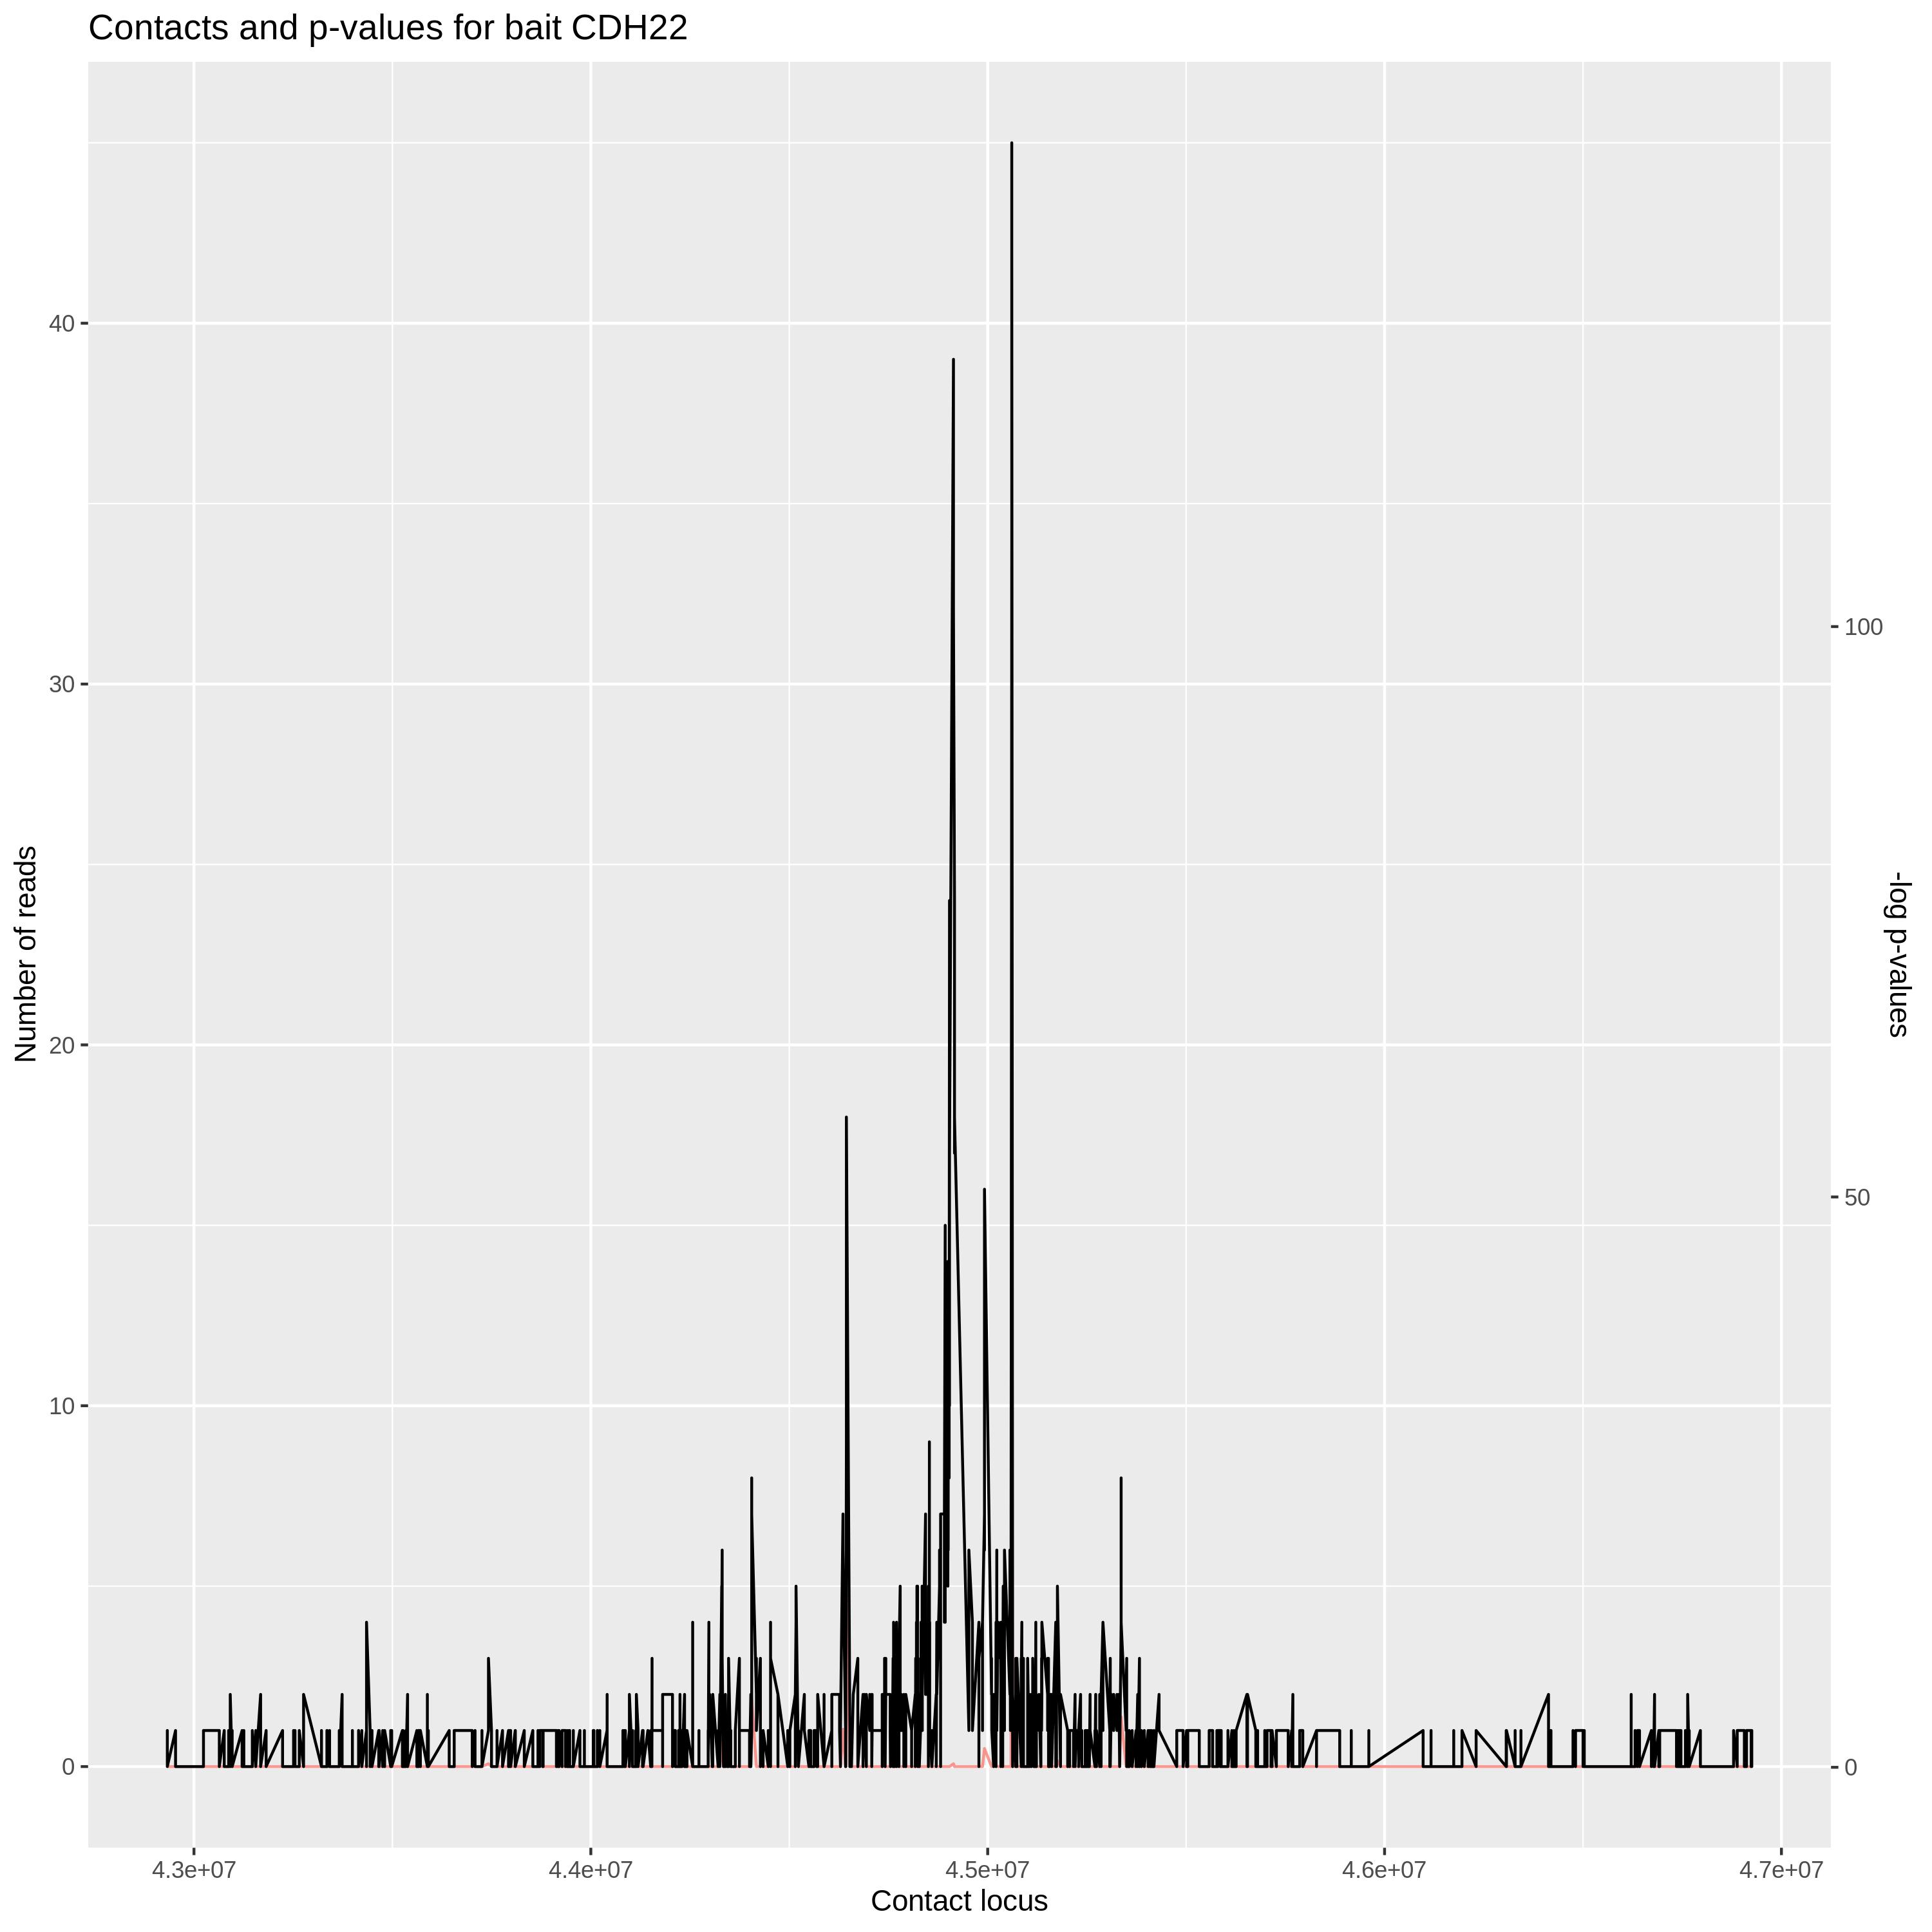 Contacts and p-values for bait CDH22
Number of reads
40
30
20
10
0
-log p-values
100
50
0
4.3e+07 4.4e+07 4.5e+07 4.6e+07 4.7e+07
Contact locus